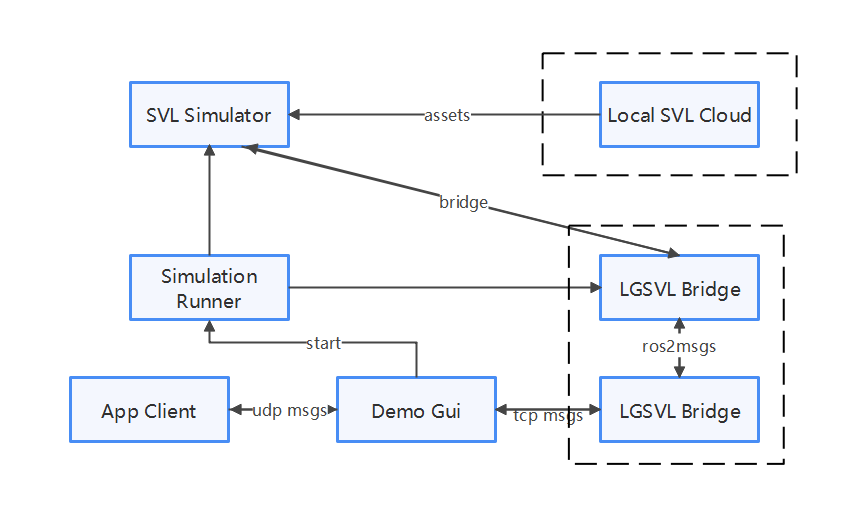 SVL Simulator
assets
Local SVL Cloud
bridge
Simulation
Runner
LGSVL Bridge
start
ros2msgs
App Client
udp msgs
Demo Gui
tcp msgs
LGSVL Bridge